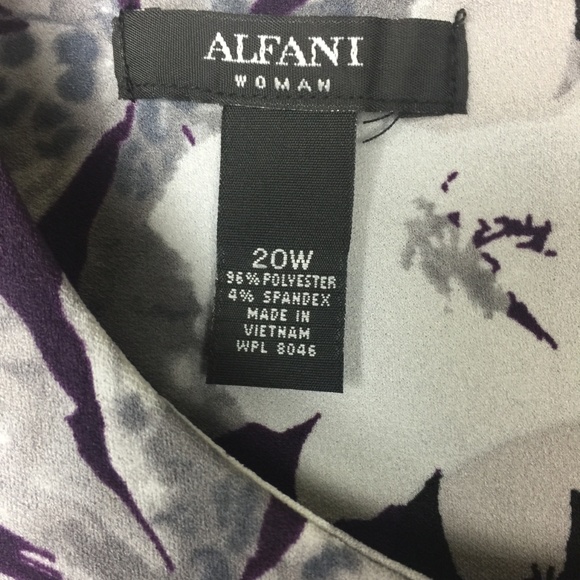 ALFANI
WOMAN
20W
96% POLYESTER
4% SPANDEX
MADE IN
VIETNAM
WPL 8046